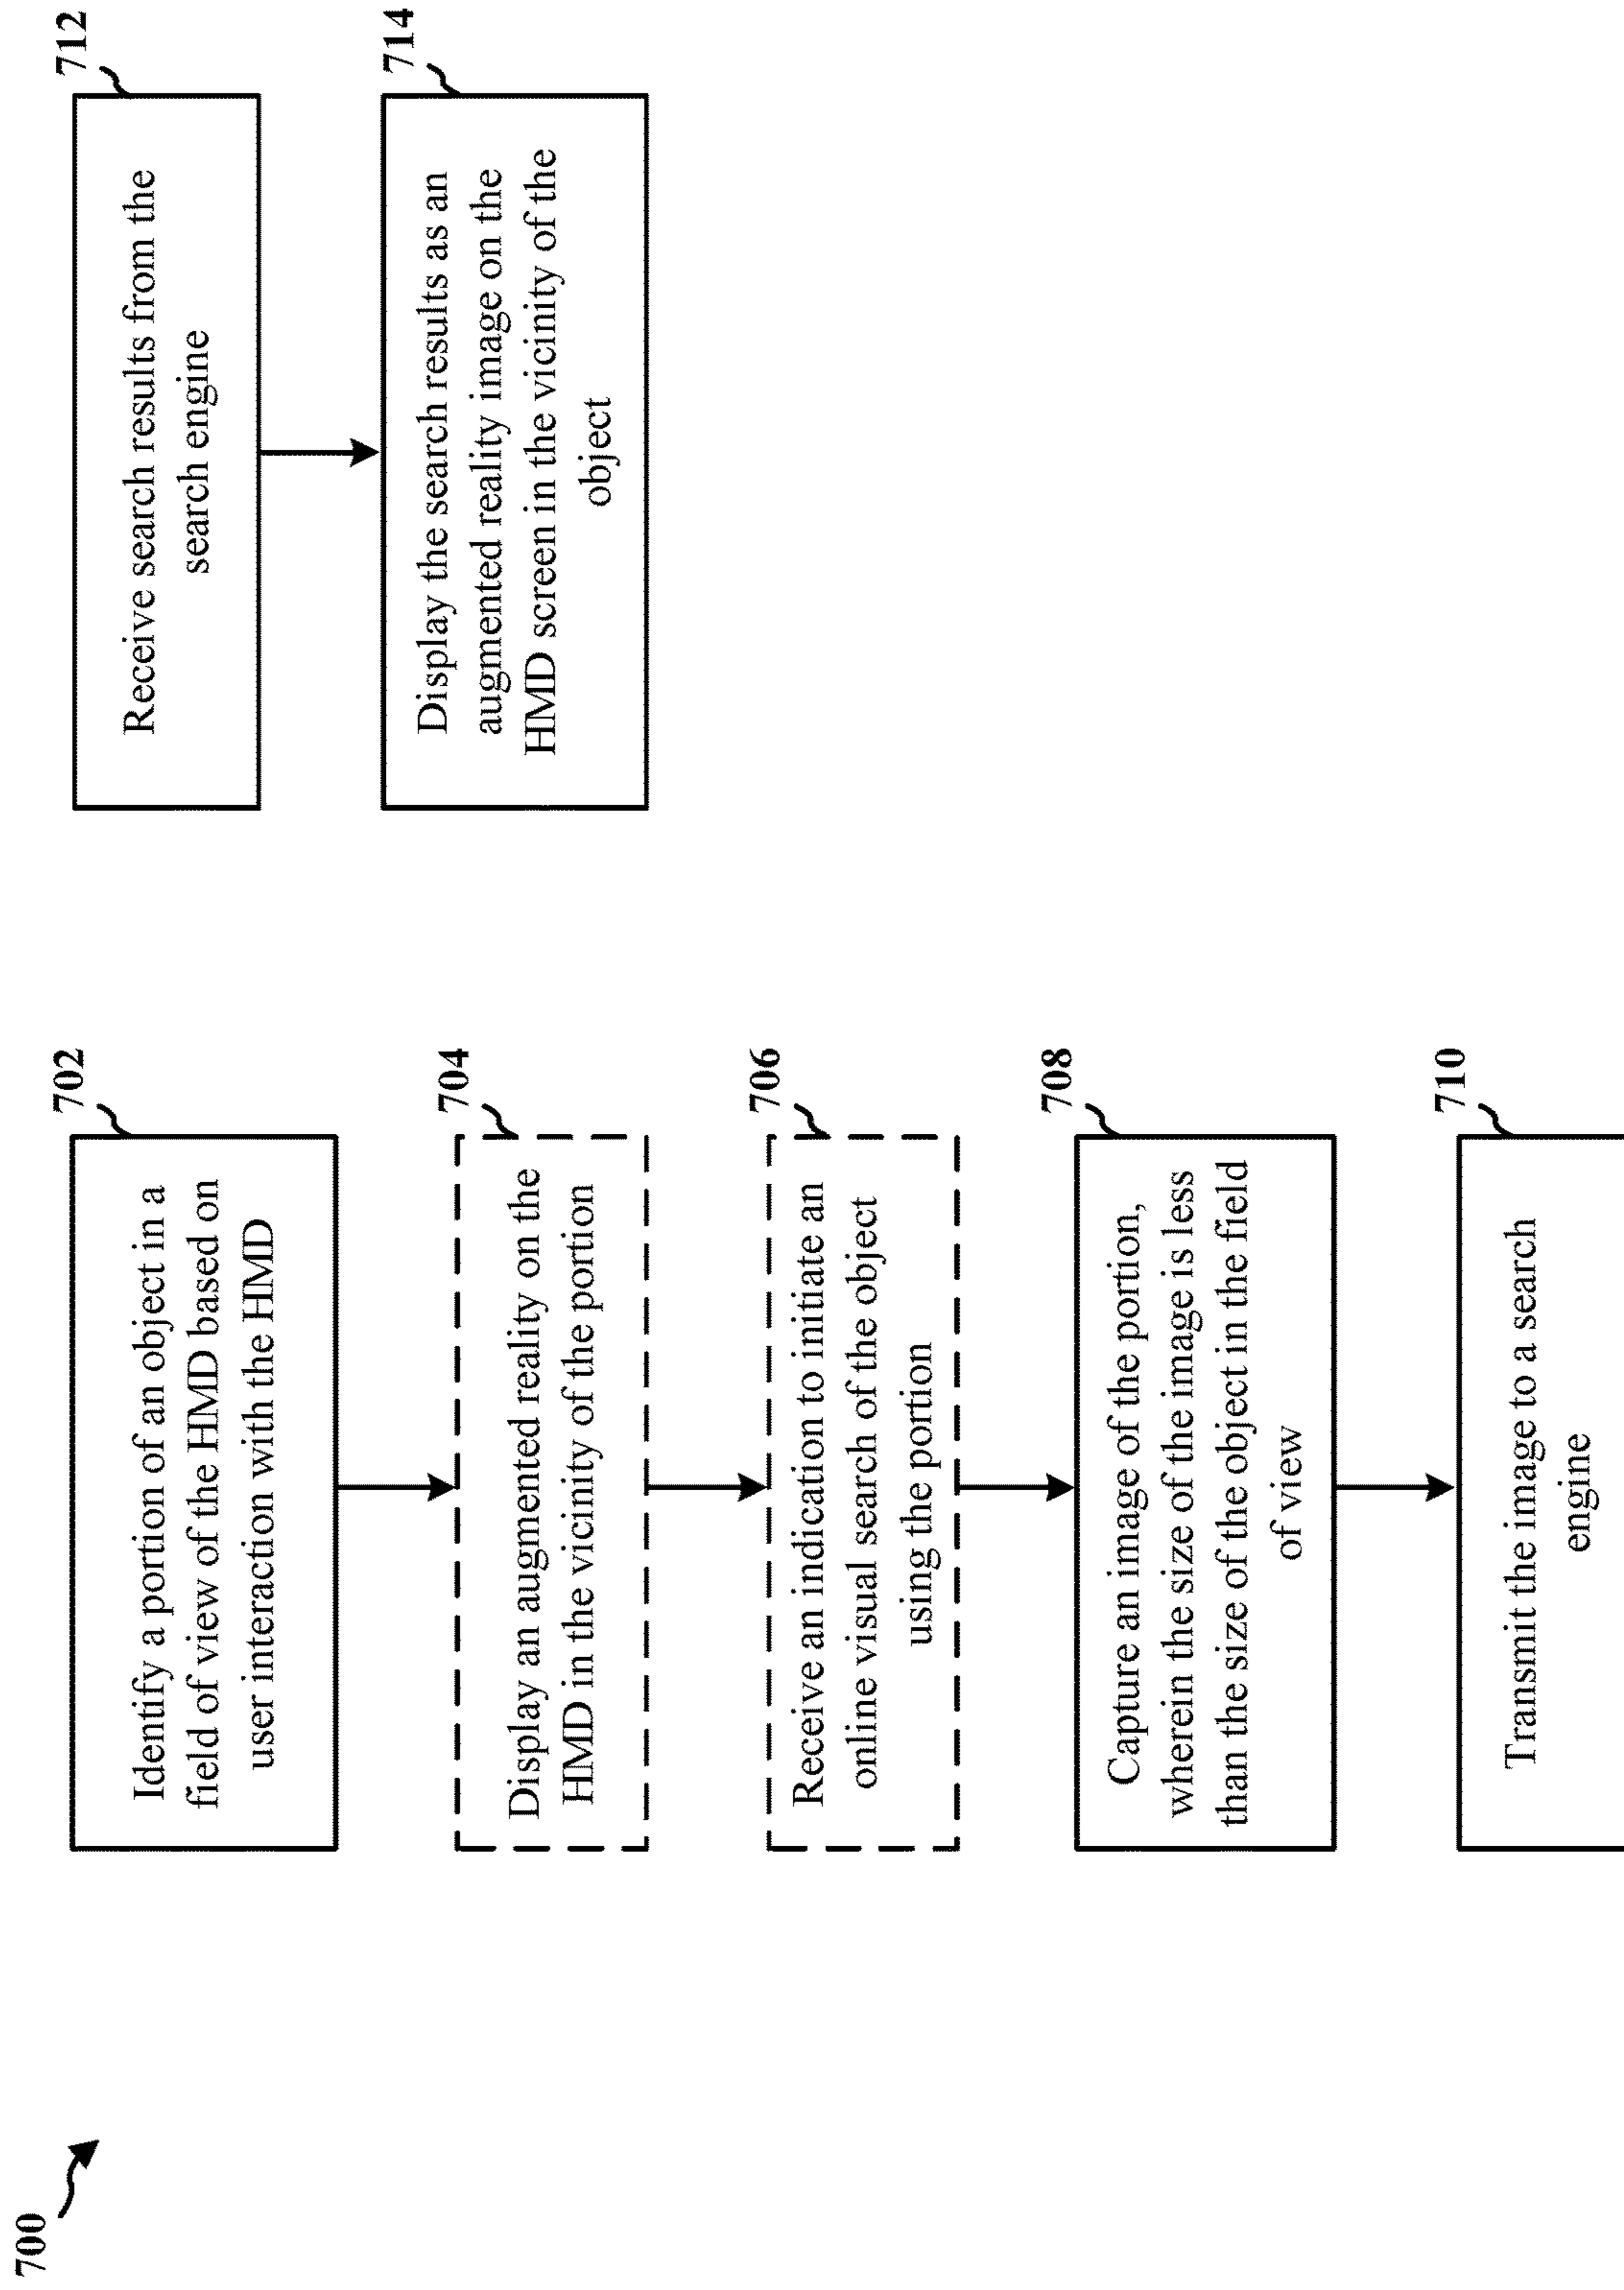 700
702
Identify a portion of an object in a
field of view of the HMD based on
user interaction with the HMD
704
Display an augmented reality on the
HMD in the vicinity of the portion
706
Receive an indication to initiate an
online visual search of the object
using the portion
708
Capture an image of the portion,
wherein the size of the image is less
than the size of the object in the field
of view
710
Transmit the image to a search
engine
712
Receive search results from the
search engine
714
Display the search results as an
augmented reality image on the
HMD screen in the vicinity of the
object